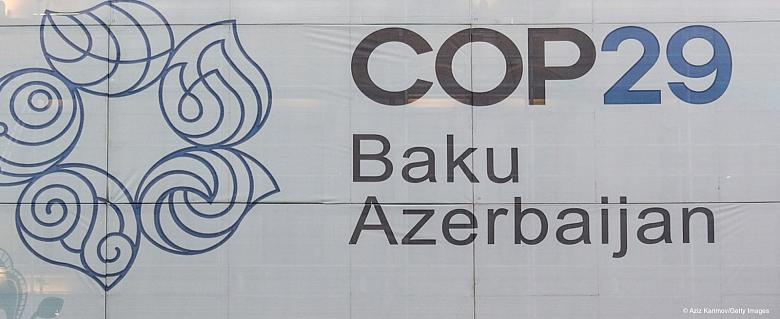 COP29
Baku
Azerbaijan
© Aziz Karimov/Getty Images